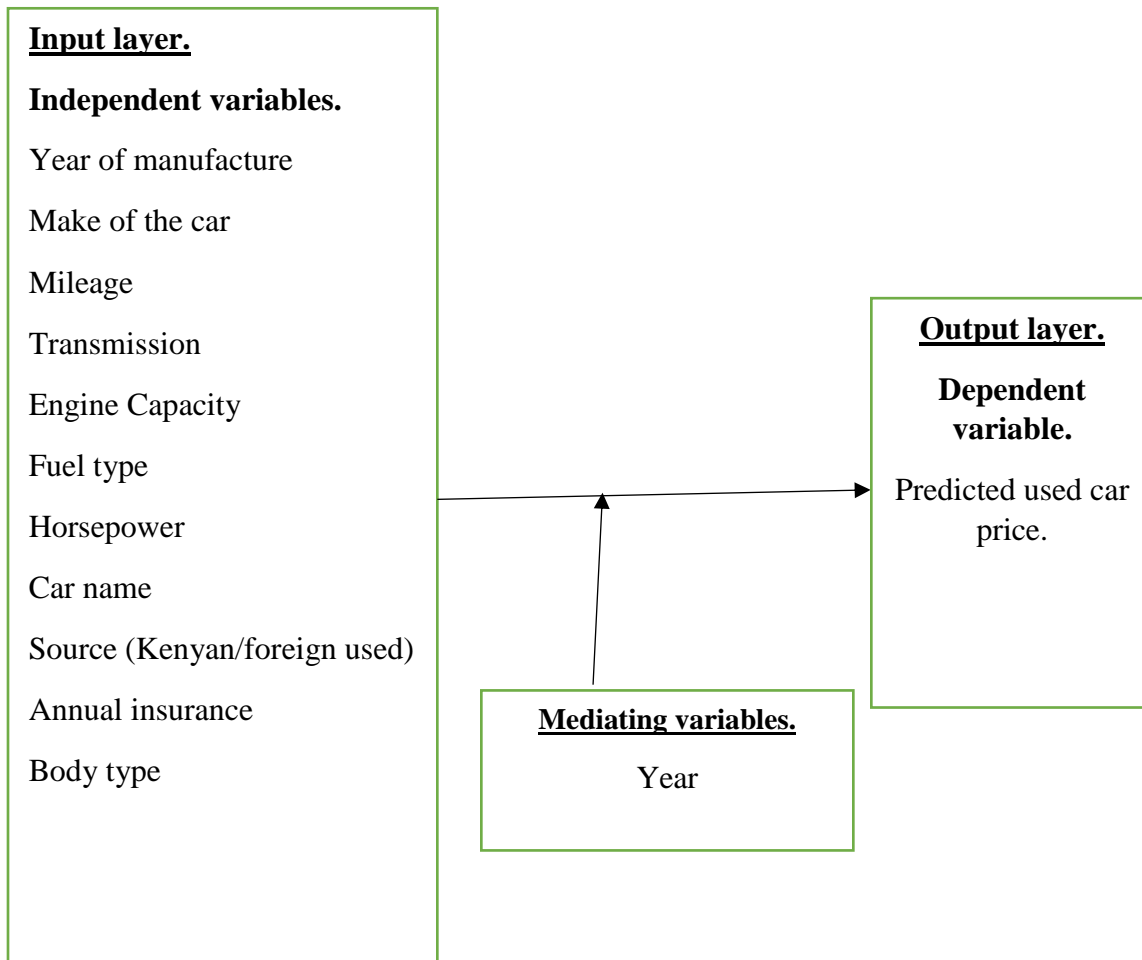 Input layer.
Independent variables.
Year of manufacture
Make of the car
Mileage
Transmission
Engine Capacity
Fuel type
Horsepower
Car name
Source (Kenyan/foreign used)
Annual insurance
Body type
Mediating variables.
Year
Output layer.
Dependent
variable.
Predicted used car
price.